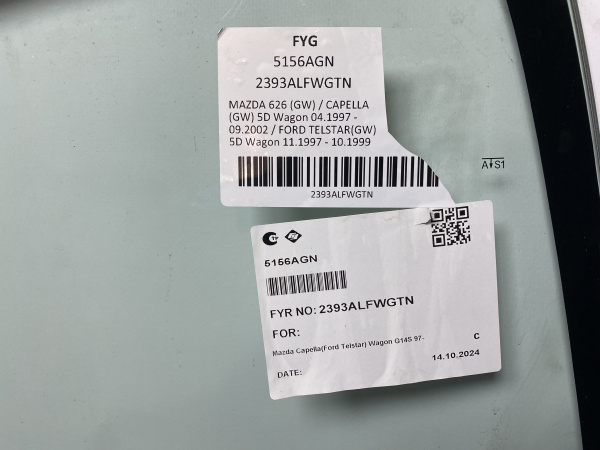 FYG
5156AGN
2393ALFWGTN
MAZDA 626 (GW) / CAPELLA
(GW) 5D Wagon 04.1997 -
09.2002 / FORD TELSTAR(GW)
5D Wagon 11.1997 - 10.1999
2393ALFWGTN
A S1
5156AGN
FYR NO: 2393ALFWGTN
FOR:
Mazda Capella(Ford Telstar) Wagon G14S 97-
C
DATE:
14.10.2024